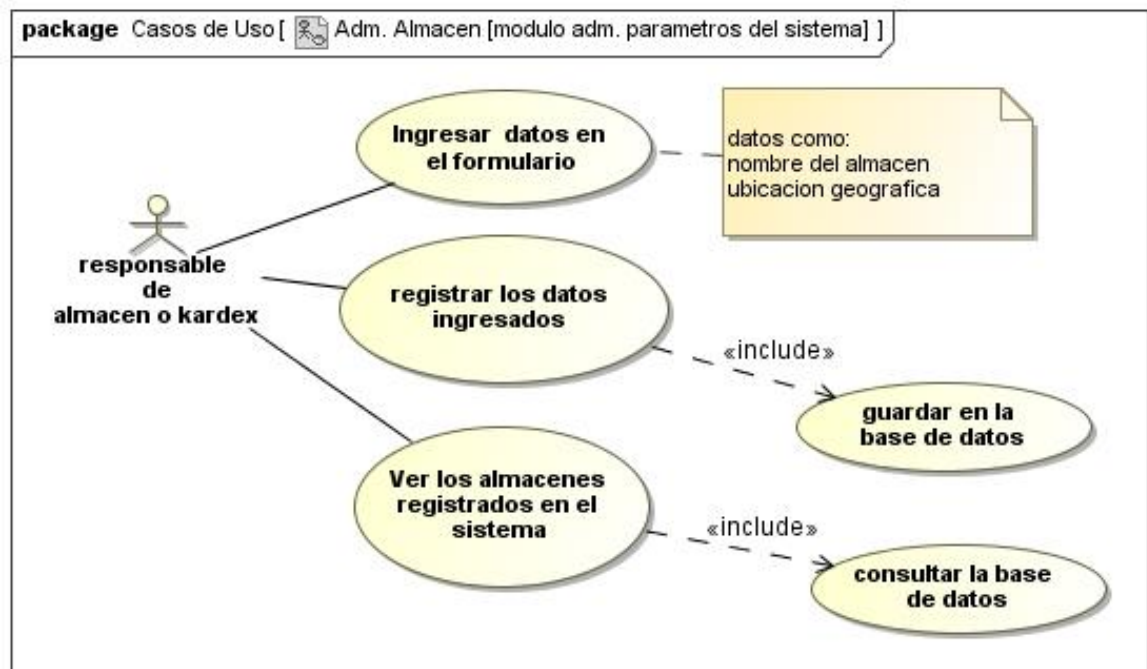 package Casos de Uso [ Adm. Almacen [modulo adm. parametros del sistema] ]
Ingresar datos en
el formulario
datos como:
nombre del almacen
ubicacion geografica
responsable
de
almacen o kardex
registrar los datos
ingresados
«include»
guardar en la
base de datos
Ver los almacenes
registrados en el
sistema
«include»
consultar la base
de datos